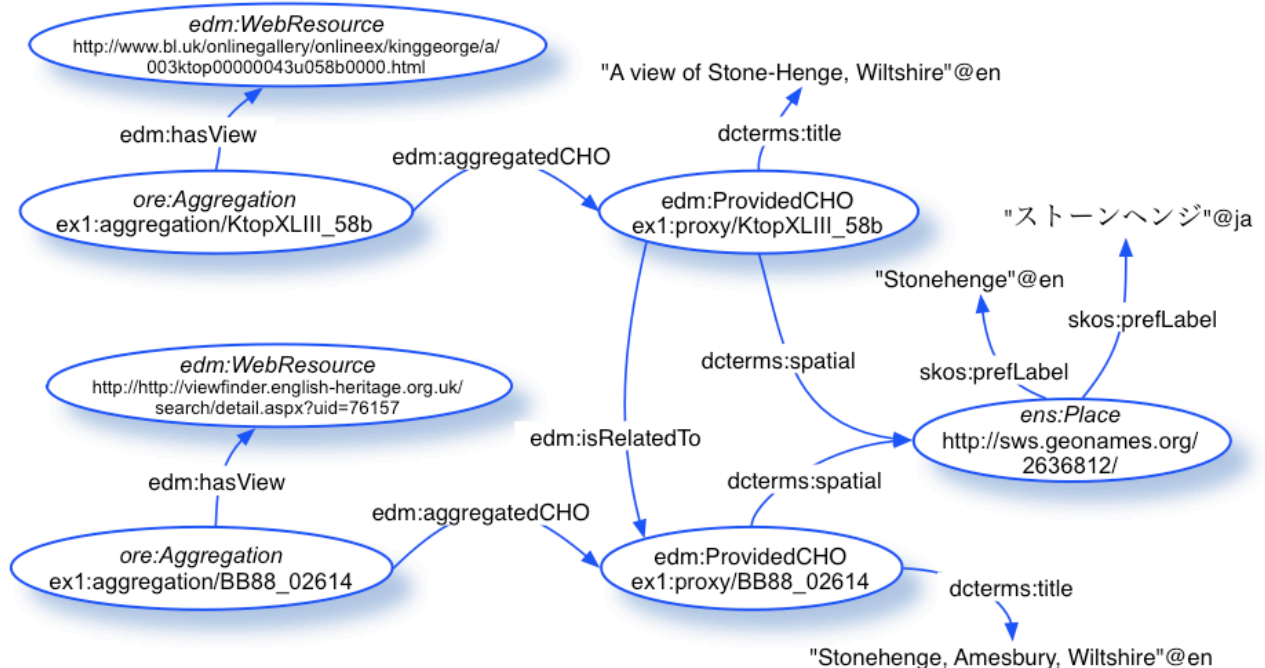 edm:WebResource
http://www.bl.uk/onlinegallery/onlineex/kinggeorge/a/
003ktop00000043u058b0000.html
"A view of Stone-Henge, Wiltshire"@en
edm:hasView
dcterms:title
edm:aggregatedCHO
ore:Aggregation
ex1:aggregation/KtopXLIII_58b
edm:ProvidedCHO
ex1:proxy/KtopXLIII_58b
"ストーンヘンジ"@ja
"Stonehenge"@en
skos:prefLabel
dcterms:spatial
skos:prefLabel
edm:WebResource
http://http://viewfinder.english-heritage.org.uk/
search/detail.aspx?uid=76157
ens:Place
http://sws.geonames.org/
2636812/
edm:isRelatedTo
edm:hasView
dcterms:spatial
edm:aggregatedCHO
ore:Aggregation
ex1:aggregation/BB88_02614
edm:ProvidedCHO
ex1:proxy/BB88_02614
dcterms:title
"Stonehenge, Amesbury, Wiltshire"@en